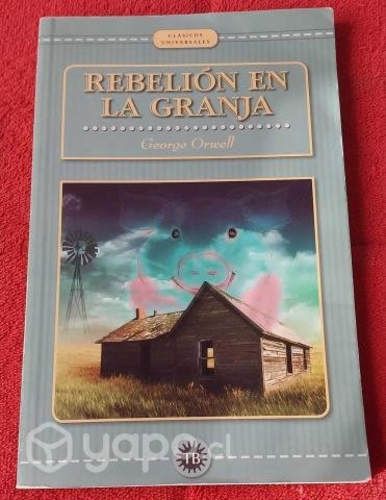 CLÁSICOS
UNIVERSALES
REBELIÓN EN
LA GRANJA
George Orwell
yapo.cl
TB